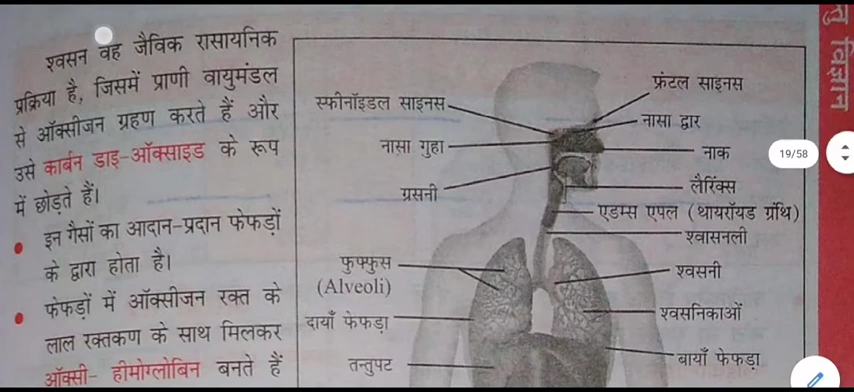 श्वसन वह जैविक रासायनिक
प्रक्रिया है, जिसमें प्राणी वायुमंडल
से ऑक्सीजन ग्रहण करते हैं और
उसे कार्बन डाइ-ऑक्साइड के रूप
में छोड़ते हैं।
इन गैसों का आदान-प्रदान फेफड़ों
के द्वारा होता है।
फेफड़ों में ऑक्सीजन रक्त के
लाल रक्तकण के साथ मिलकर
ऑक्सी- हीमोग्लोबिन बनते हैं
स्फीनॉइडल साइनस
नासा गुहा
ग्रसनी
फुफ्फुस
(Alveoli)
दायाँ फेफड़ा
तन्तुपट
फ्रंटल साइनस
नासा द्वार
नाक
लैरिंक्स
एडम्स एपल (थायरॉयड ग्रंथि)
श्वासनली
श्वसनी
श्वसनिकाओं
बायाँ फेफड़ा
विज्ञान
19/58